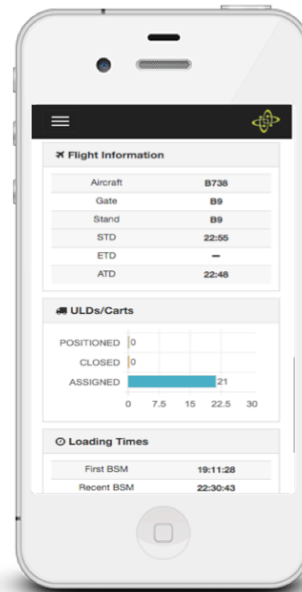 Flight Information
Aircraft B738
Gate B9
Stand B9
STD 22:55
ETD –
ATD 22:48
ULDs/Carts
POSITIONED 0
CLOSED 0
ASSIGNED 21
0 7.5 15 22.5 30
Loading Times
First BSM 19:11:28
Recent BSM 22:30:43